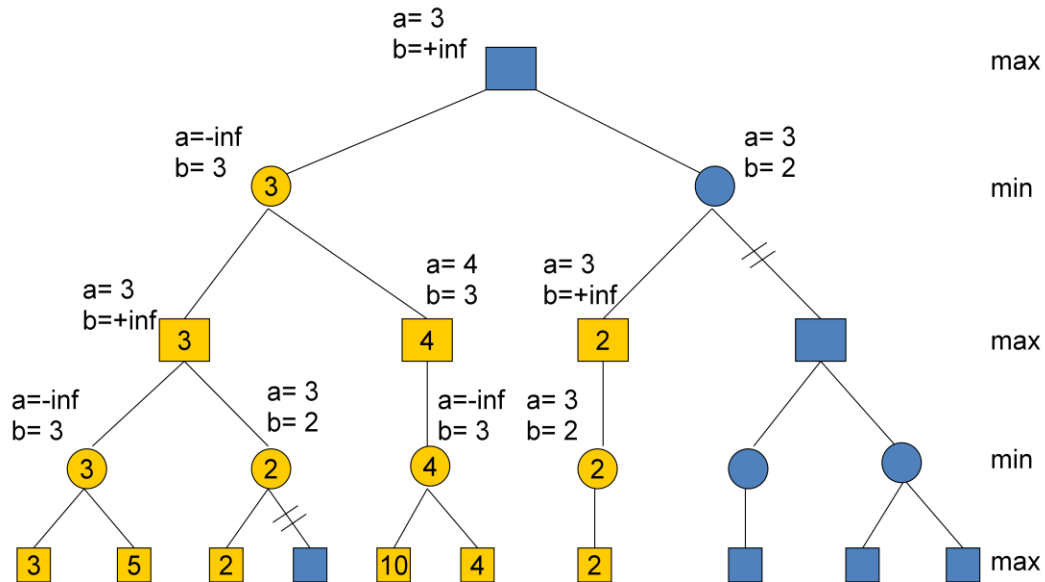 a= 3
b=+inf
max
a=-inf
b= 3
3
a= 3
b= 2
min
a= 3
b=+inf
3
a= 4
b= 3
4
a= 3
b=+inf
2
max
a=-inf
b= 3
3
a= 3
b= 2
2
a=-inf
b= 3
4
a= 3
b= 2
2
min
3
5
2
10
4
2
max